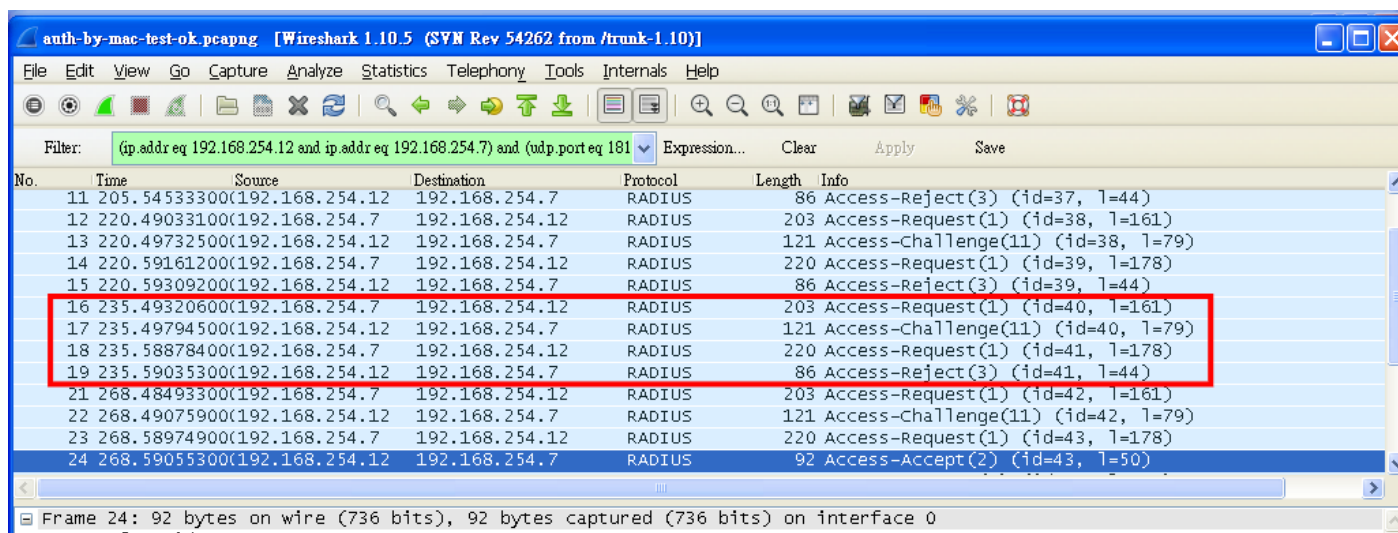 auth-by-mac-test-ok.pcapng [Wireshark 1.10.5 (SVN Rev 54262 from /trunk-1.10)]
File Edit View Go Capture Analyze Statistics Telephony Tools Internals Help
Filter: (ip.addr eq 192.168.254.12 and ip.addr eq 192.168.254.7) and (udp.port eq 181 Expression... Clear Apply Save
No. Time Source Destination Protocol Length Info
11 205.54533300(192.168.254.12 192.168.254.7 RADIUS 86 Access-Reject(3) (id=37, l=44)
12 220.49033100(192.168.254.7 192.168.254.12 RADIUS 203 Access-Request(1) (id=38, l=161)
13 220.49732500(192.168.254.12 192.168.254.7 RADIUS 121 Access-Challenge(11) (id=38, l=79)
14 220.59161200(192.168.254.7 192.168.254.12 RADIUS 220 Access-Request(1) (id=39, l=178)
15 220.59309200(192.168.254.12 192.168.254.7 RADIUS 86 Access-Reject(3) (id=39, l=44)
16 235.49320600(192.168.254.7 192.168.254.12 RADIUS 203 Access-Request(1) (id=40, l=161)
17 235.49794500(192.168.254.12 192.168.254.7 RADIUS 121 Access-Challenge(11) (id=40, l=79)
18 235.58878400(192.168.254.7 192.168.254.12 RADIUS 220 Access-Request(1) (id=41, l=178)
19 235.59035300(192.168.254.12 192.168.254.7 RADIUS 86 Access-Reject(3) (id=41, l=44)
21 268.48493300(192.168.254.7 192.168.254.12 RADIUS 203 Access-Request(1) (id=42, l=161)
22 268.49075900(192.168.254.12 192.168.254.7 RADIUS 121 Access-Challenge(11) (id=42, l=79)
23 268.58974900(192.168.254.7 192.168.254.12 RADIUS 220 Access-Request(1) (id=43, l=178)
24 268.59055300(192.168.254.12 192.168.254.7 RADIUS 92 Access-Accept(2) (id=43, l=50)
Frame 24: 92 bytes on wire (736 bits), 92 bytes captured (736 bits) on interface 0